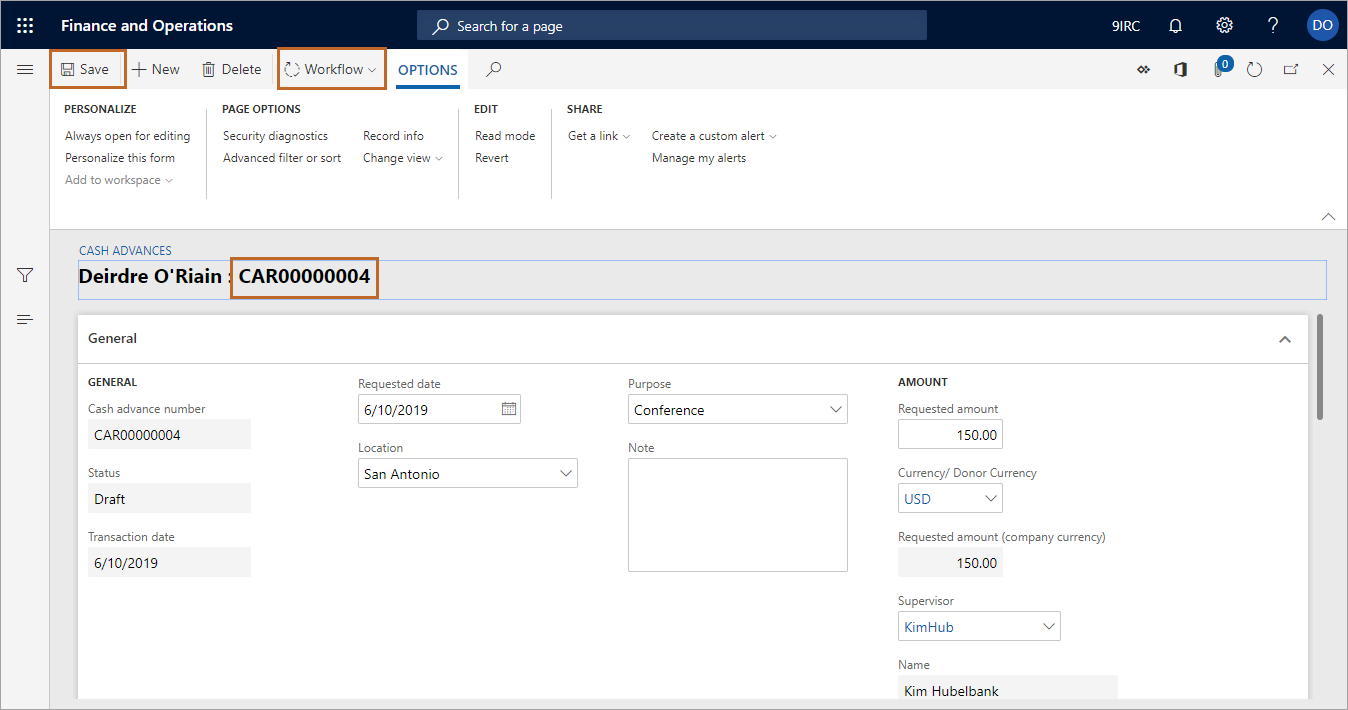 Finance and Operations
Search for a page
9IRC
DO
Save
New
Delete
Workflow
OPTIONS
0
PERSONALIZE
Always open for editing
Personalize this form
Add to workspace
PAGE OPTIONS
Security diagnostics
Advanced filter or sort
Record info
Change view
EDIT
Read mode
Revert
SHARE
Get a link
Create a custom alert
Manage my alerts
CASH ADVANCES
Deirdre O'Riain : CAR00000004
General
GENERAL
Cash advance number
CAR00000004
Status
Draft
Transaction date
6/10/2019
Requested date
6/10/2019
Location
San Antonio
Purpose
Conference
Note
AMOUNT
Requested amount
150.00
Currency/ Donor Currency
USD
Requested amount (company currency)
150.00
Supervisor
KimHub
Name
Kim Hubelbank